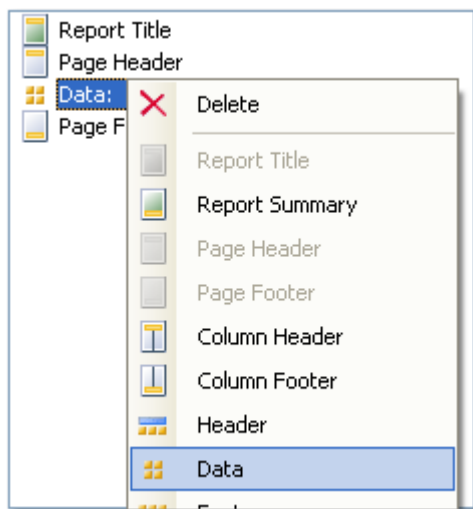 Report Title
Page Header
Data:
Page F
Delete
Report Title
Report Summary
Page Header
Page Footer
Column Header
Column Footer
Header
Data